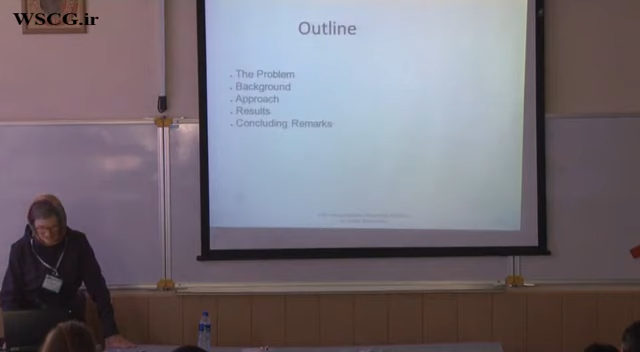 WSCG.ir
Outline
The Problem
Background
Approach
Results
Concluding Remarks